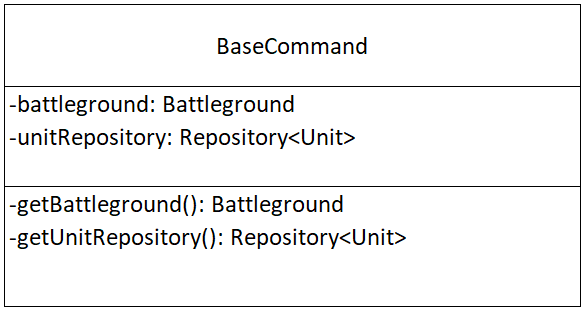 BaseCommand
-battleground: Battleground
-unitRepository: Repository<Unit>
-getBattleground(): Battleground
-getUnitRepository(): Repository<Unit>